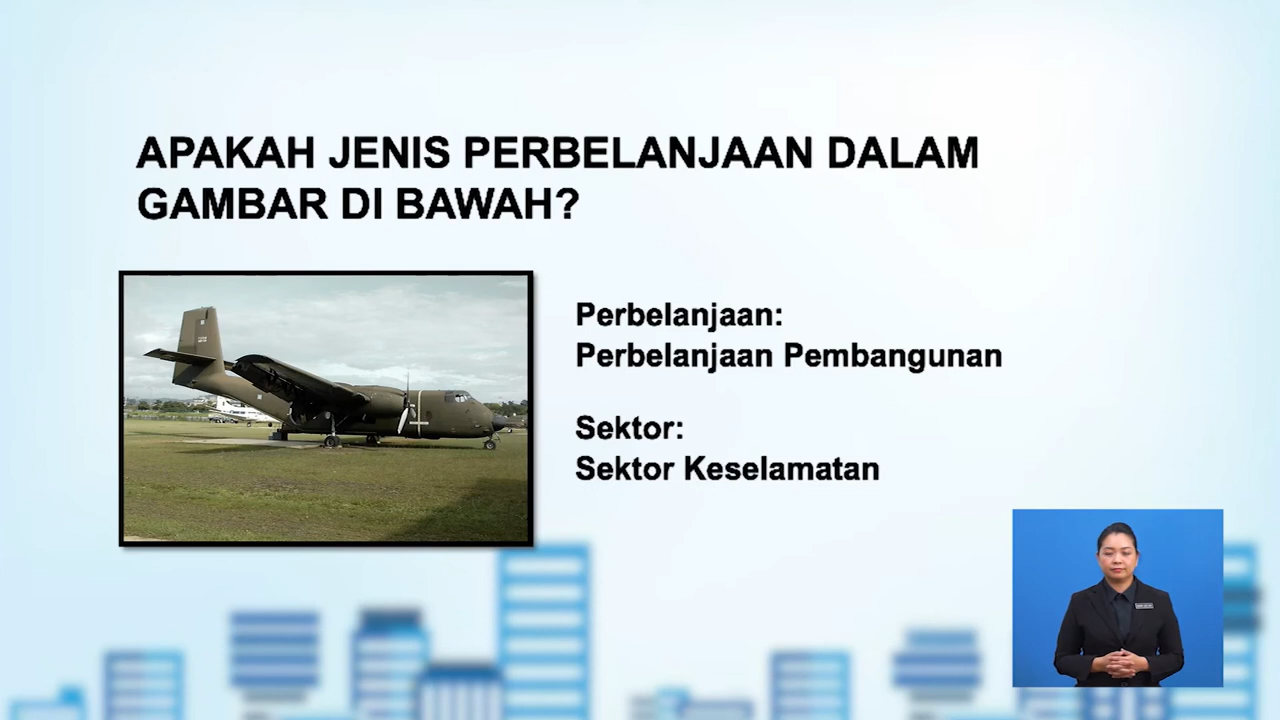 APAKAH JENIS PERBELANJAAN DALAM
GAMBAR DI BAWAH?
Perbelanjaan:
Perbelanjaan Pembangunan
Sektor:
Sektor Keselamatan